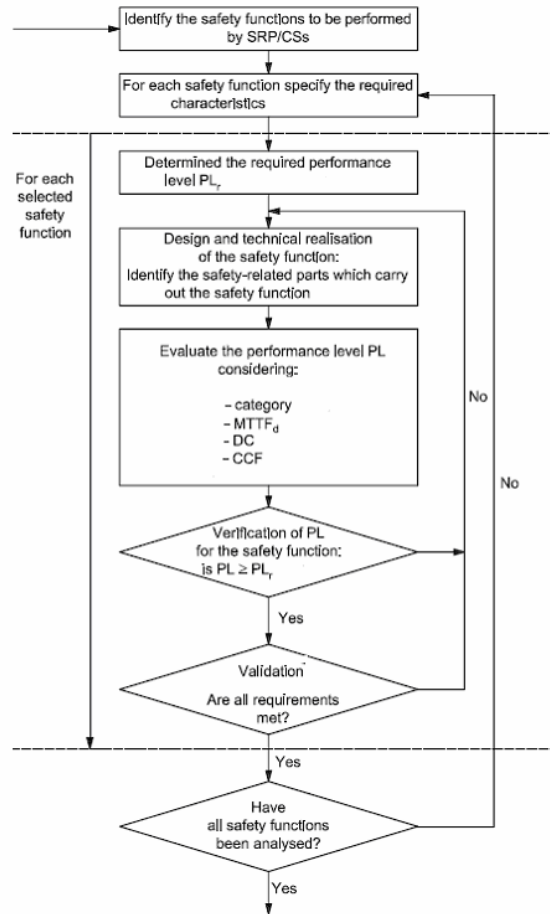 Identify the safety functions to be performed
by SRP/CSs
For each safety function specify the required
characteristics
For each
selected
safety
function
Determined the required performance
level PLr
Design and technical realisation
of the safety function:
Identify the safety-related parts which carry
out the safety function
Evaluate the performance level PL
considering:
– category
– MTTFd
– DC
– CCF
No
No
Verification of PL
for the safety function:
is PL ≥ PLr
Yes
Validation
Are all requirements
met?
Yes
Have
all safety functions
been analysed?
Yes